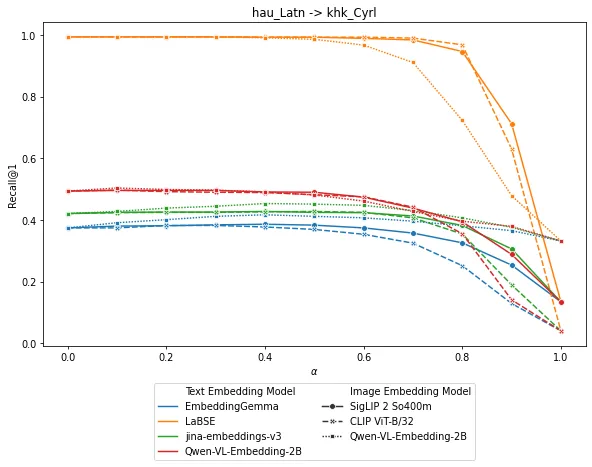 hau_Latn -> khk_Cyrl
Recall@1
1.0
0.8
0.6
0.4
0.2
0.0
0.0 0.2 0.4 0.6 0.8 1.0
α
Text Embedding Model
EmbeddingGemma
LaBSE
jina-embeddings-v3
Qwen-VL-Embedding-2B
Image Embedding Model
SigLIP 2 So400m
CLIP ViT-B/32
Qwen-VL-Embedding-2B